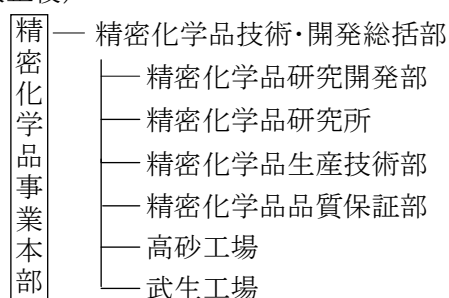 精密化学品事業本部
精密化学品技術・開発総括部
精密化学品研究開発部
精密化学品研究所
精密化学品生産技術部
精密化学品品質保証部
高砂工場
武生工場